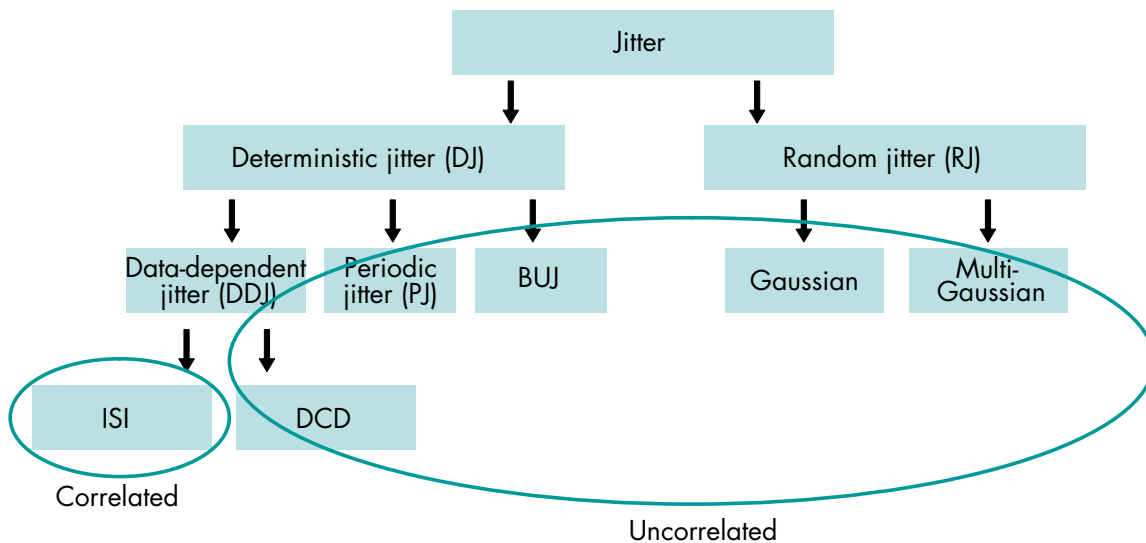 Jitter
Deterministic jitter (DJ)
Random jitter (RJ)
Data-dependent
jitter (DDJ)
Periodic
jitter (PJ)
BUJ
Gaussian
Multi-
Gaussian
ISI
DCD
Correlated
Uncorrelated